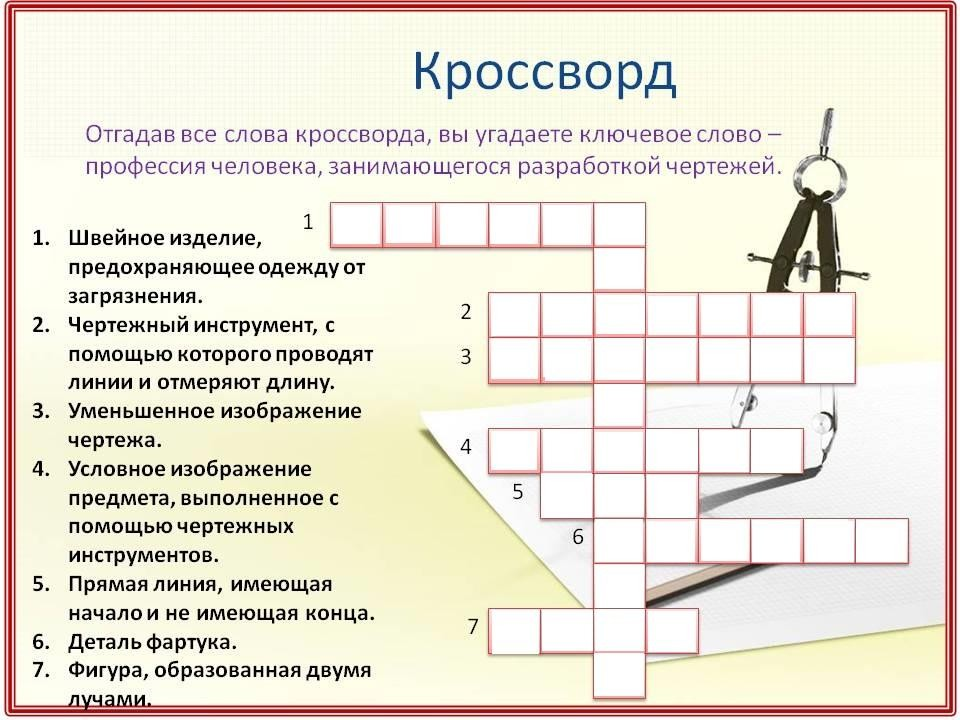 Кроссворд
Отгадав все слова кроссворда, вы угадаете ключевое слово –
профессия человека, занимающегося разработкой чертежей.
1. Швейное изделие,
предохраняющее одежду от
загрязнения.
2. Чертежный инструмент, с
помощью которого проводят
линии и отмеряют длину.
3. Уменьшенное изображение
чертежа.
4. Условное изображение
предмета, выполненное с
помощью чертежных
инструментов.
5. Прямая линия, имеющая
начало и не имеющая конца.
6. Деталь фартука.
7. Фигура, образованная двумя
лучами.
1
2
3
4
5
6
7